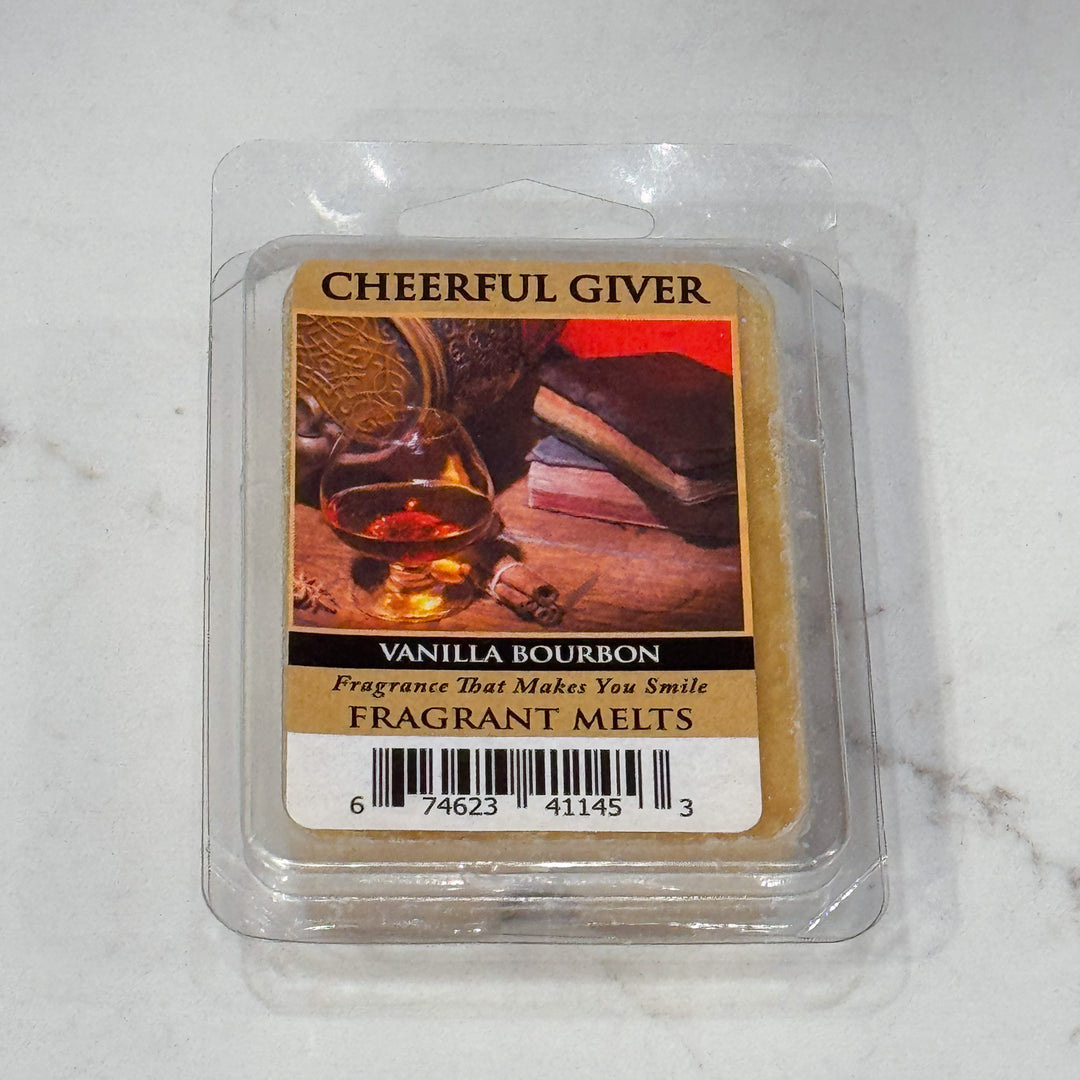 CHEERFUL GIVER
VANILLA BOURBON
Fragrance That Makes You Smile
FRAGRANT MELTS
6 74623 41145 3